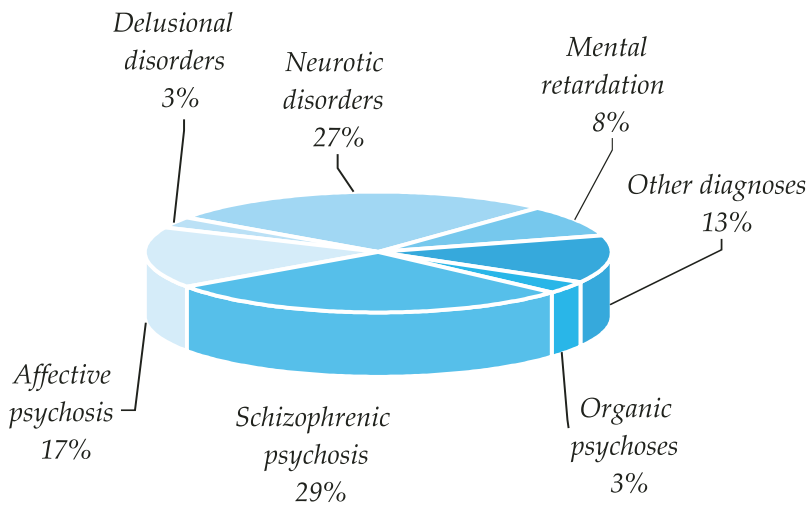 Delusional
disorders
3%
Neurotic
disorders
27%
Mental
retardation
8%
Other diagnoses
13%
Affective
psychosis
17%
Schizophrenic
psychosis
29%
Organic
psychoses
3%